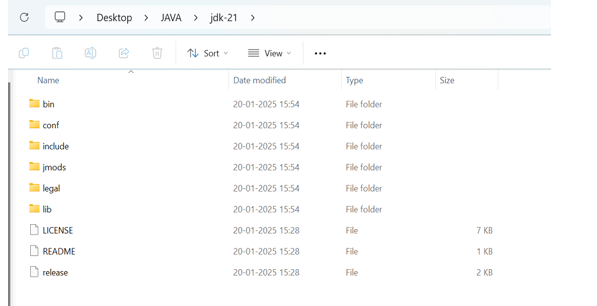 Desktop > JAVA > jdk-21 >
Sort View
Name Date modified Type Size
bin 20-01-2025 15:54 File folder
conf 20-01-2025 15:54 File folder
include 20-01-2025 15:54 File folder
jmods 20-01-2025 15:54 File folder
legal 20-01-2025 15:54 File folder
lib 20-01-2025 15:54 File folder
LICENSE 20-01-2025 15:28 File 7 KB
README 20-01-2025 15:28 File 1 KB
release 20-01-2025 15:28 File 2 KB